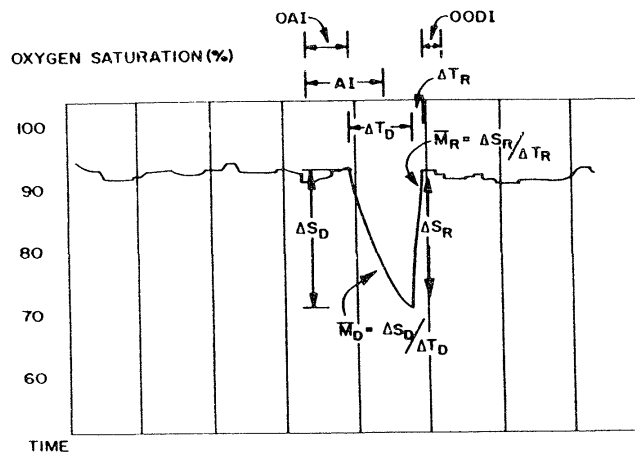 OAI
OODI
OXYGEN SATURATION (%)
AI
ΔT_R
100
ΔT_D
M̅_R = ΔS_R/ΔT_R
90
ΔS_D
ΔS_R
80
70
M̅_D = ΔS_D/ΔT_D
60
TIME